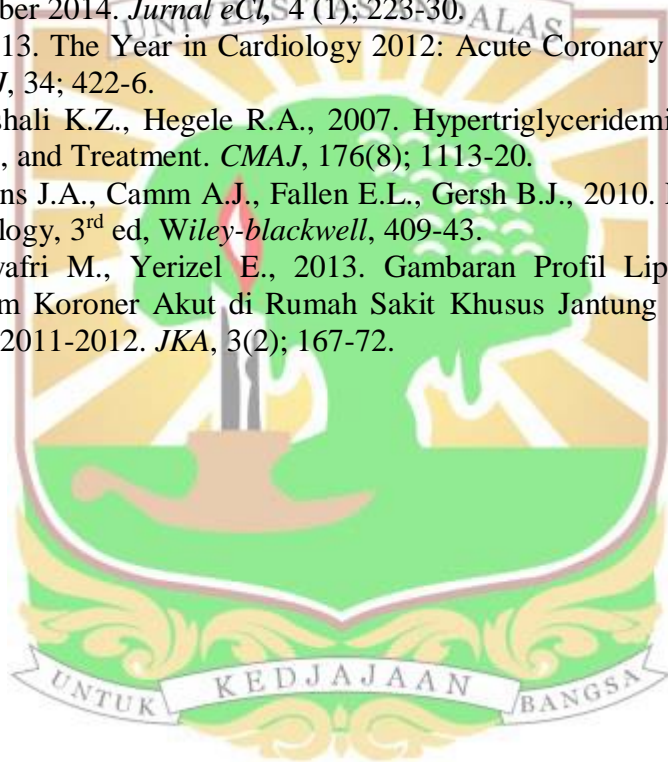 ber 2014. Jurnal eCl, 4 (1); 223-30.
UNIVERSITAS ANDALAS
13. The Year in Cardiology 2012: Acute Coronary
, 34; 422-6.
shali K.Z., Hegele R.A., 2007. Hypertriglyceridemi
, and Treatment. CMAJ, 176(8); 1113-20.
ns J.A., Camm A.J., Fallen E.L., Gersh B.J., 2010.
logy, 3rd ed, Wiley-blackwell, 409-43.
afri M., Yerizel E., 2013. Gambaran Profil Lip
m Koroner Akut di Rumah Sakit Khusus Jantung
2011-2012. JKA, 3(2); 167-72.
UNTUK KEDJAJAAN BANGSA